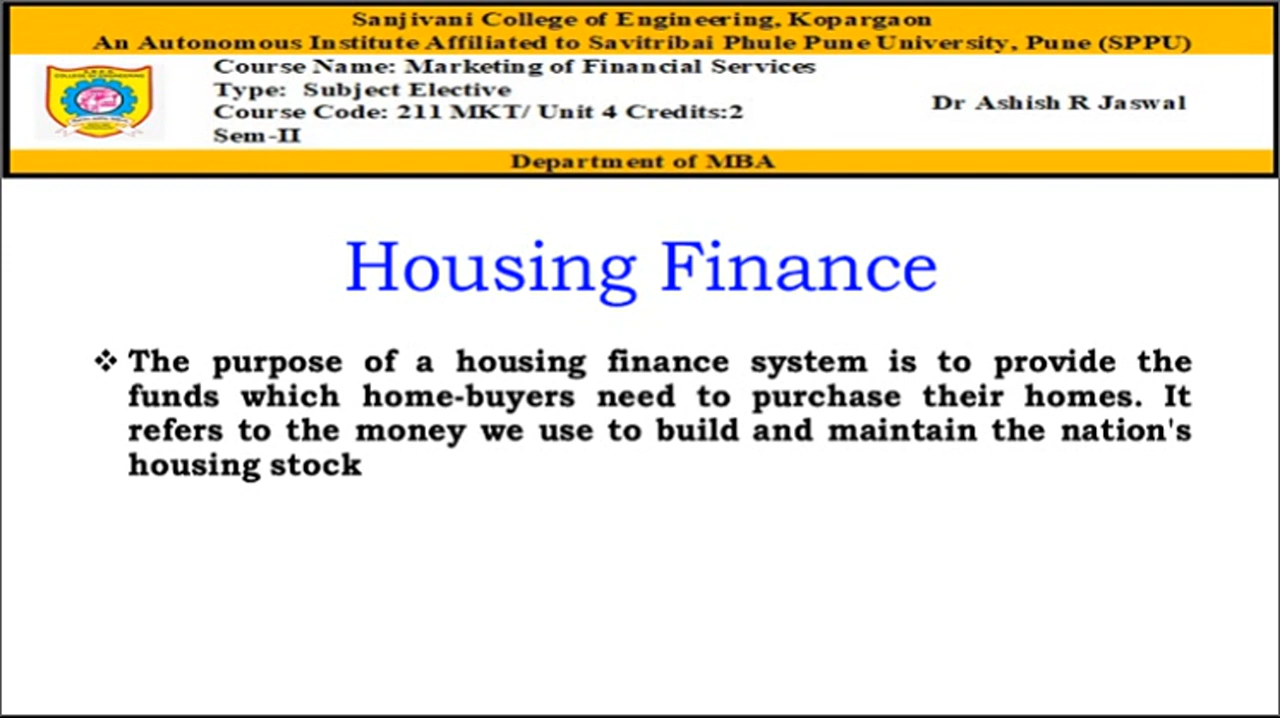 Sanjivani College of Engineering, Kopargaon
An Autonomous Institute Affiliated to Savitribai Phule Pune University, Pune (SPPU)
Course Name: Marketing of Financial Services
Type: Subject Elective
Course Code: 211 MKT/ Unit 4 Credits:2
Sem-II
Dr Ashish R Jaswal
Department of MBA
Housing Finance
❖ The purpose of a housing finance system is to provide the
funds which home-buyers need to purchase their homes. It
refers to the money we use to build and maintain the nation's
housing stock